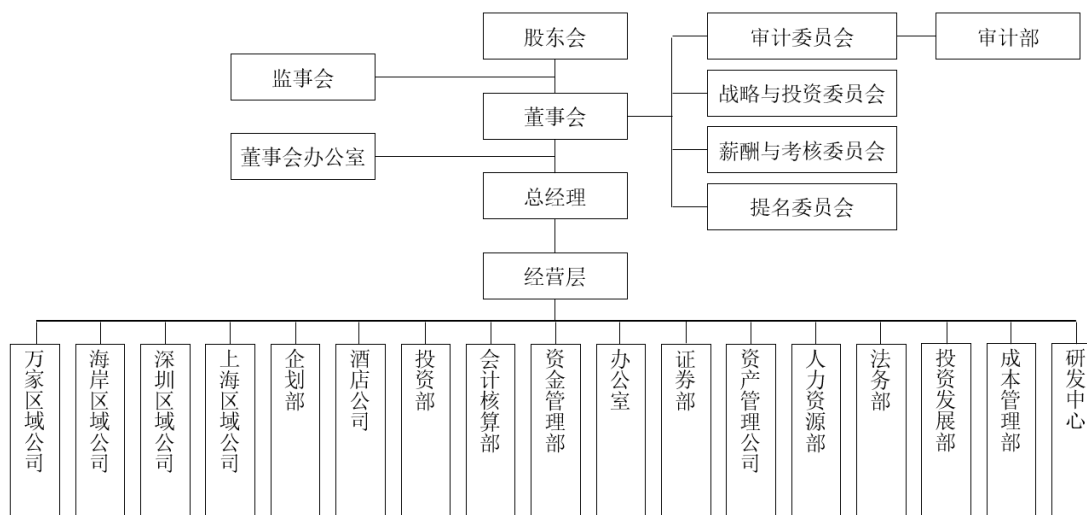 股东会
审计委员会
审计部
监事会
战略与投资委员会
董事会
薪酬与考核委员会
董事会办公室
总经理
提名委员会
经营层
万家区域公司
海岸区域公司
深圳区域公司
上海区域公司
企划部
酒店公司
投资部
会计核算部
资金管理部
办公室
证券部
资产管理公司
人力资源部
法务部
投资发展部
成本管理部
研发中心